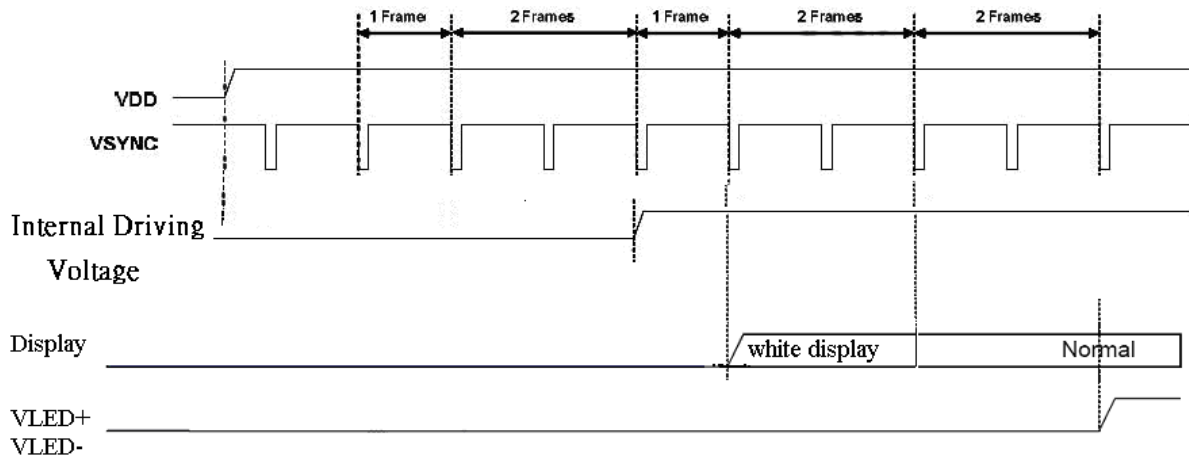 1 Frame 2 Frames 1 Frame 2 Frames 2 Frames
VDD
VSYNC
Internal Driving
Voltage
Display white display Normal
VLED+
VLED-